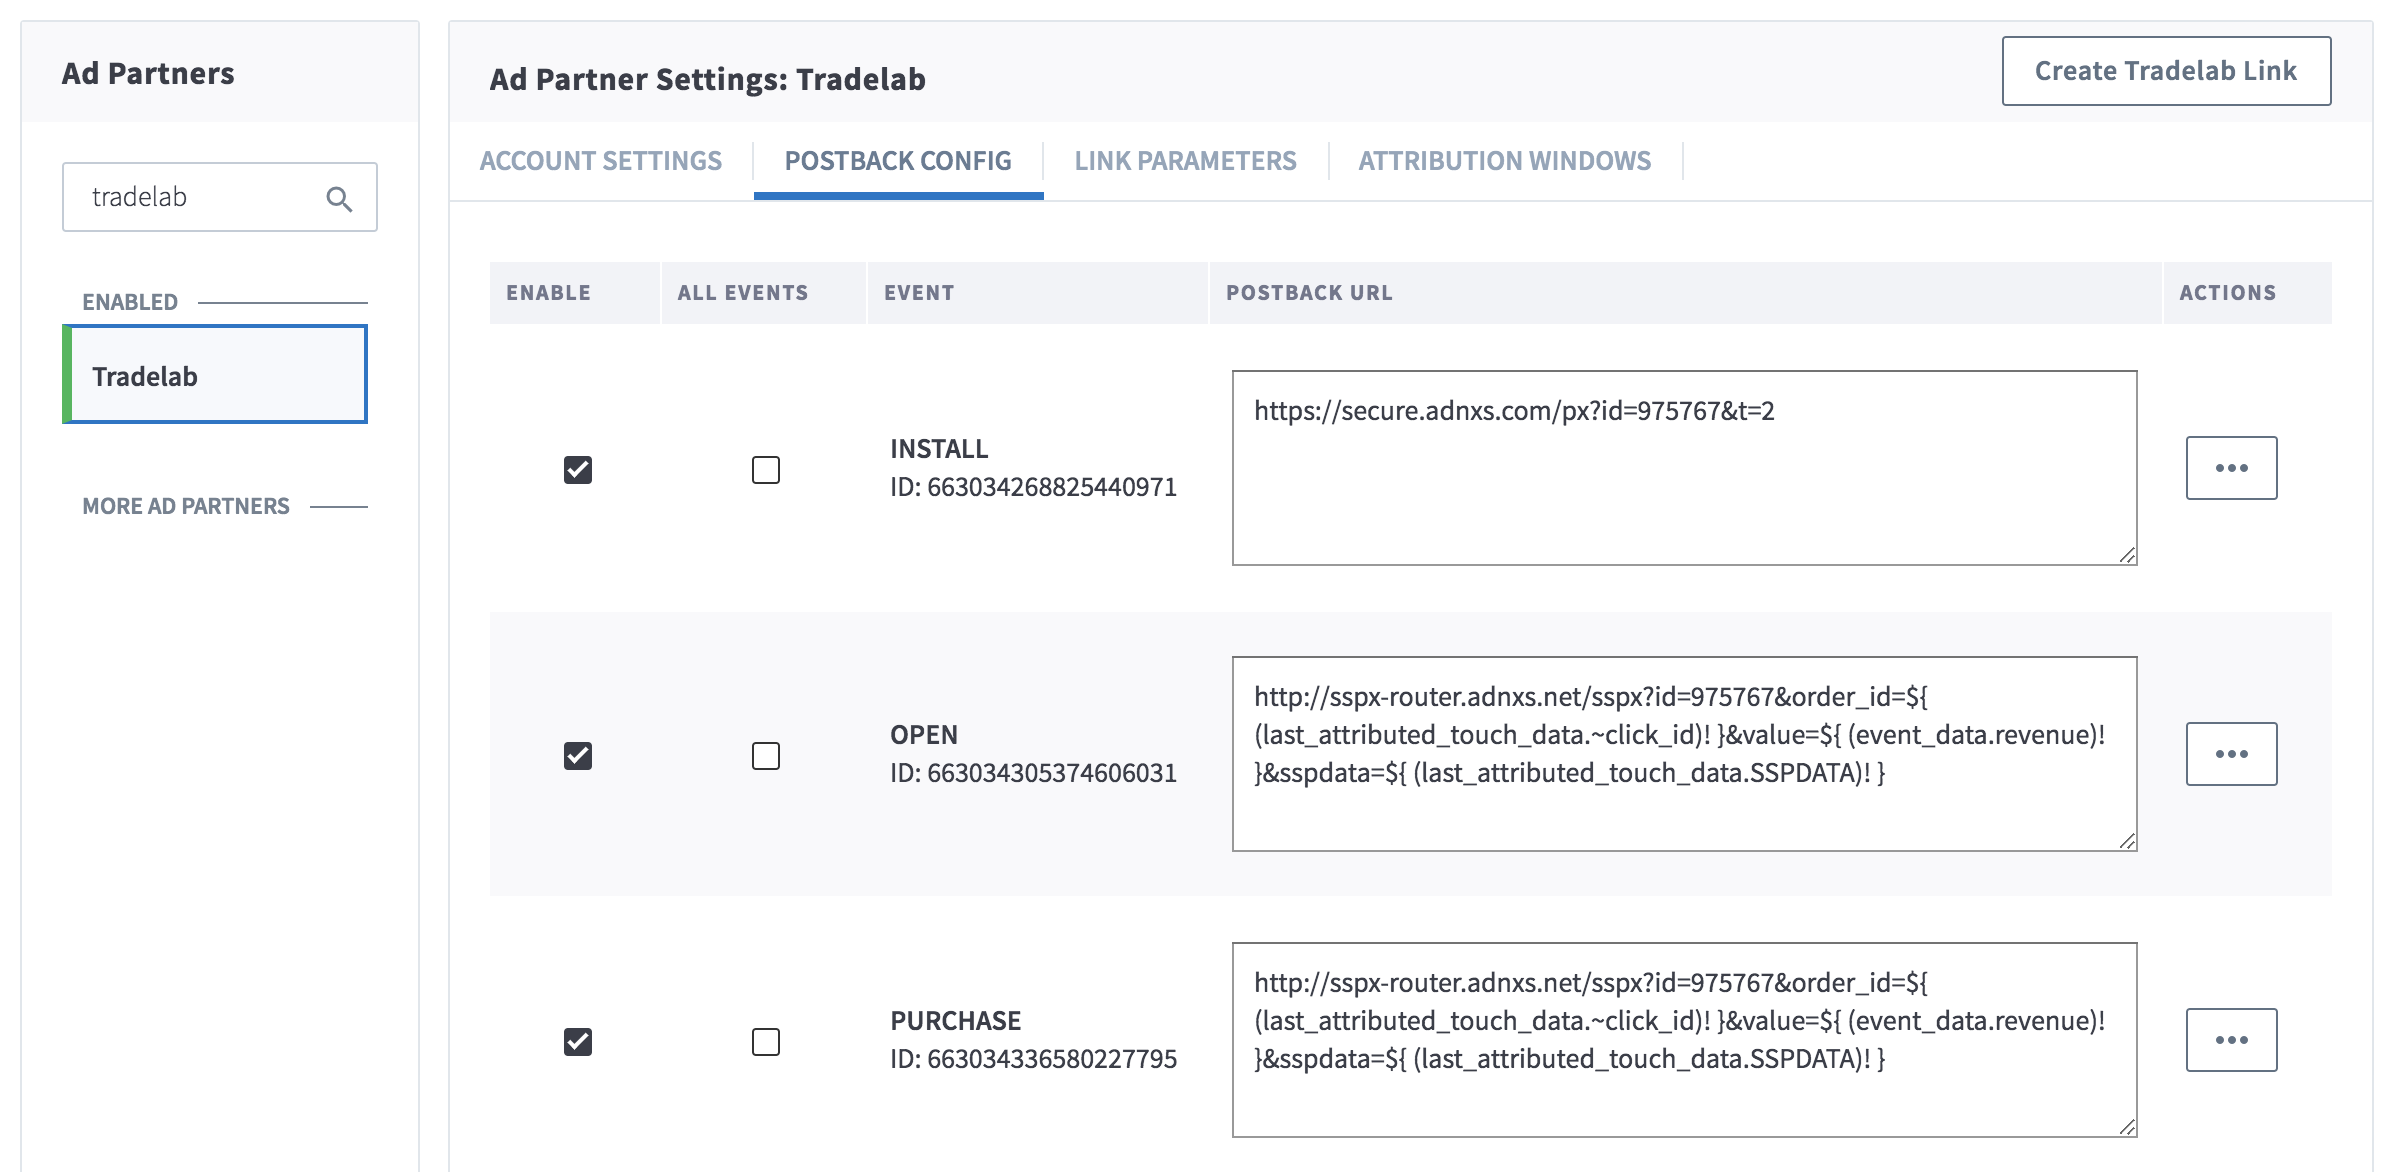 Ad Partners
tradelab
ENABLED
Tradelab
MORE AD PARTNERS
Ad Partner Settings: Tradelab
Create Tradelab Link
ACCOUNT SETTINGS
POSTBACK CONFIG
LINK PARAMETERS
ATTRIBUTION WINDOWS
ENABLE
ALL EVENTS
EVENT
POSTBACK URL
ACTIONS
INSTALL
ID: 663034268825440971
https://secure.adnxs.com/px?id=975767&t=2
OPEN
ID: 663034305374606031
http://sspx-router.adnxs.net/sspx?id=975767&order_id=${
(last_attributed_touch_data.~click_id)! }&value=${ (event_data.revenue)!
}&sspdata=${ (last_attributed_touch_data.SSPDATA)! }
PURCHASE
ID: 663034336580227795
http://sspx-router.adnxs.net/sspx?id=975767&order_id=${
(last_attributed_touch_data.~click_id)! }&value=${ (event_data.revenue)!
}&sspdata=${ (last_attributed_touch_data.SSPDATA)! }